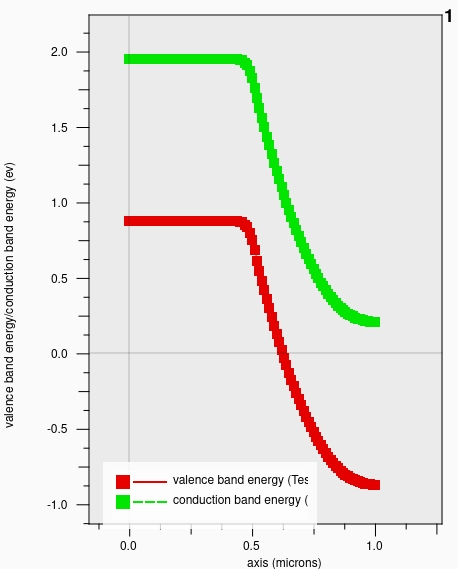 1
2.0
1.5
1.0
0.5
0.0
-0.5
-1.0
valence band energy/conduction band energy (ev)
valence band energy (Tes
conduction band energy (
0.0 0.5 1.0
axis (microns)